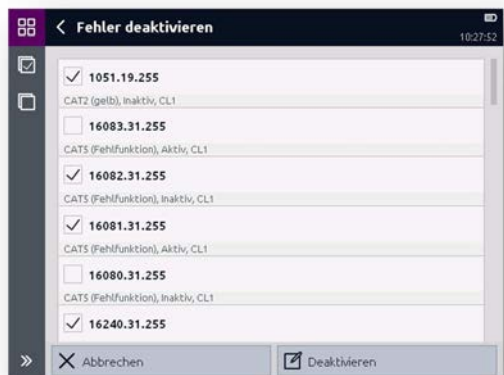 Fehler deaktivieren
10:27:52
1051.19.255
CAT2 (gelb), Inaktiv, CL1
16083.31.255
CAT5 (Fehlfunktion), Aktiv, CL1
16082.31.255
CAT5 (Fehlfunktion), Inaktiv, CL1
16081.31.255
CAT5 (Fehlfunktion), Aktiv, CL1
16080.31.255
CAT5 (Fehlfunktion), Inaktiv, CL1
16240.31.255
Abbrechen
Deaktivieren